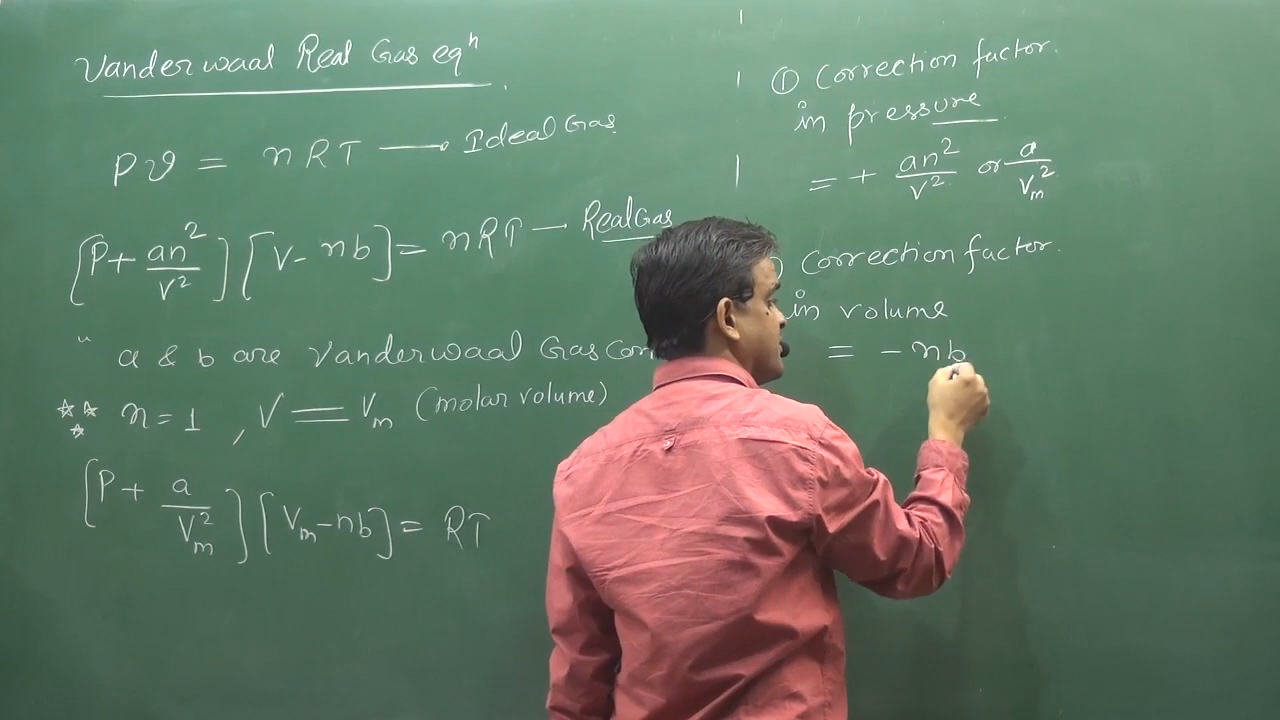 Vanderwaal Real Gas eqⁿ
PV = nRT → Ideal Gas
[P + an²/V²] [V - nb] = nRT → Real Gas
" a & b are Vanderwaal Gas
** * n = 1 , V = Vm (molar volume)
[P + a/Vm²] [Vm - nb] = RT
① Correction factor.
in pressure
= + an²/V² or a/Vm²
) Correction factor.
in volume
= - nb